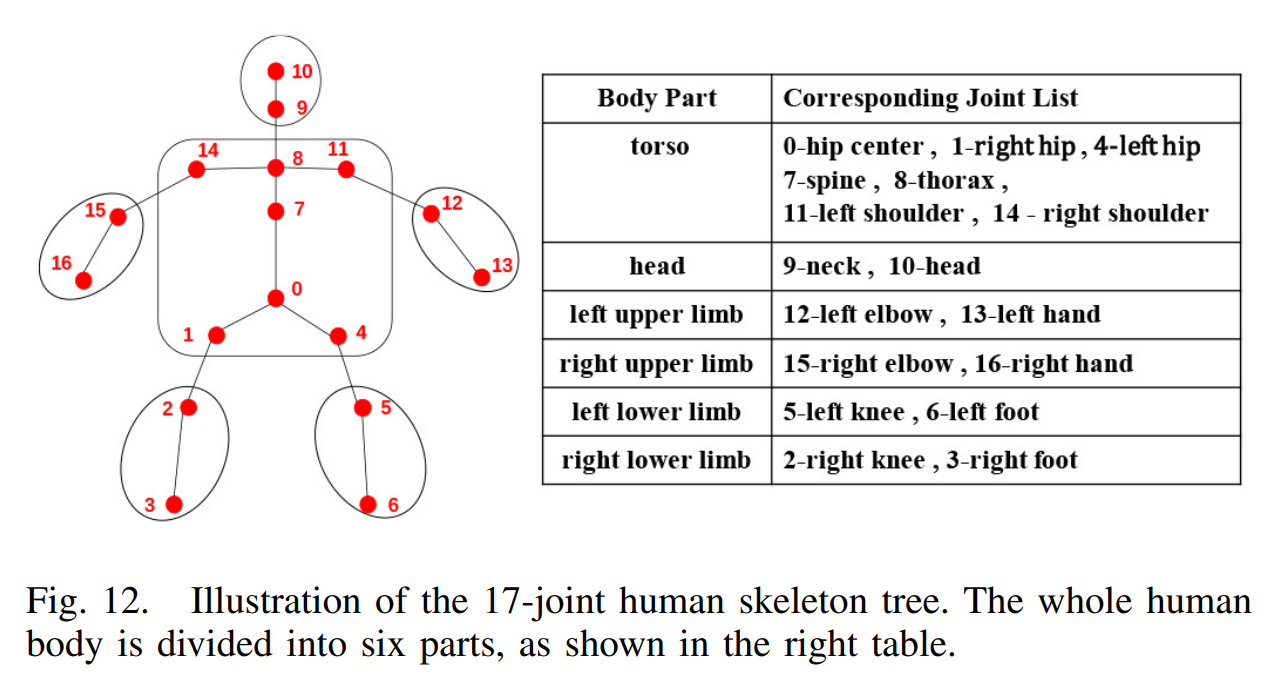 10
9
14
8
11
15
7
12
16
13
0
1
4
2
5
3
6
Body Part Corresponding Joint List
torso 0-hip center , 1-right hip , 4-left hip
7-spine , 8-thorax ,
11-left shoulder , 14 - right shoulder
head 9-neck , 10-head
left upper limb 12-left elbow , 13-left hand
right upper limb 15-right elbow , 16-right hand
left lower limb 5-left knee , 6-left foot
right lower limb 2-right knee , 3-right foot
Fig. 12. Illustration of the 17-joint human skeleton tree. The whole human
body is divided into six parts, as shown in the right table.